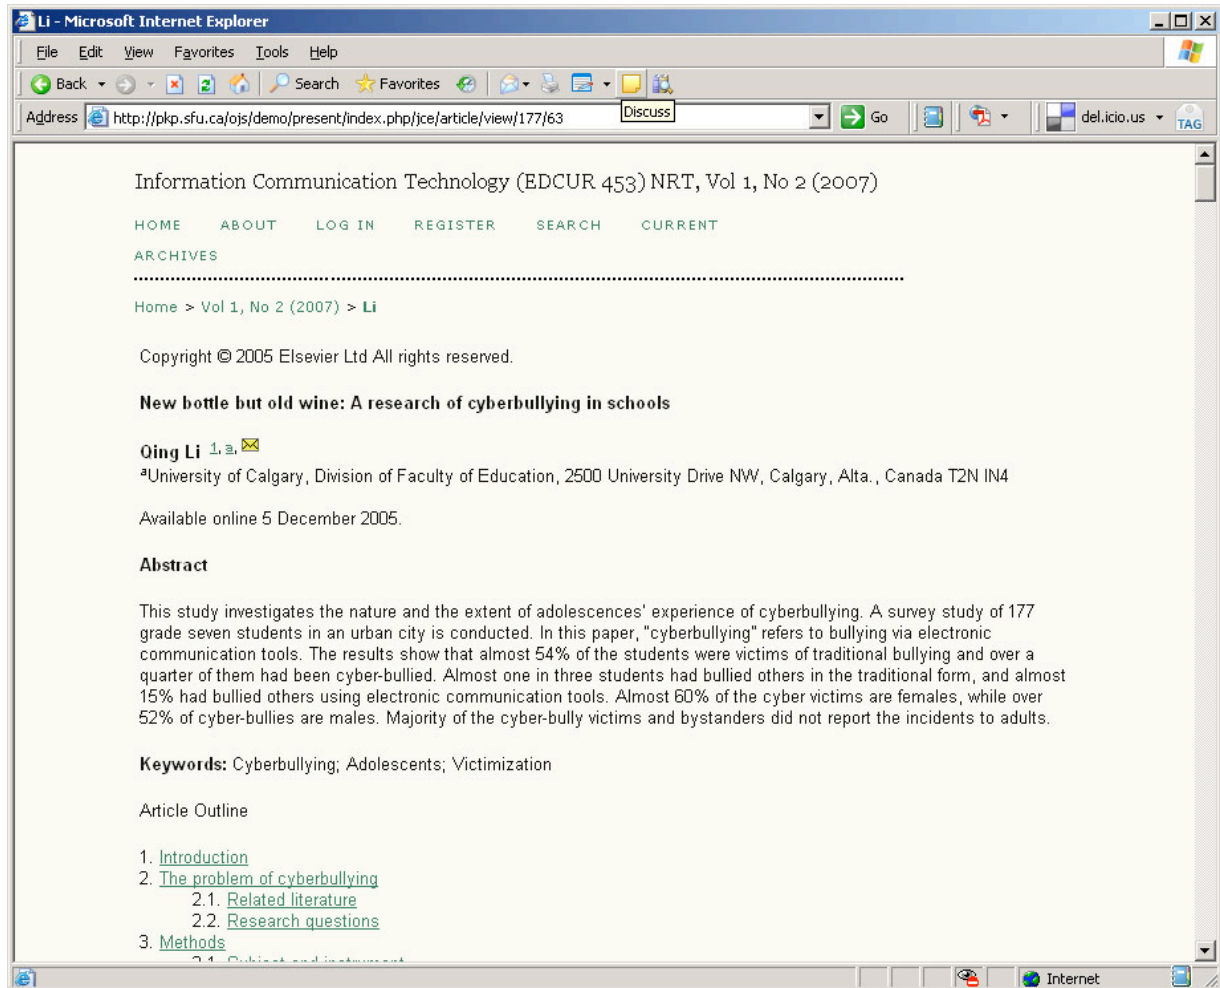 Li - Microsoft Internet Explorer
File Edit View Favorites Tools Help
Back Search Favorites
Address http://pkp.sfu.ca/ojs/demo/present/index.php/jce/article/view/177/63 Discuss Go del.icio.us TAG
Information Communication Technology (EDCUR 453) NRT, Vol 1, No 2 (2007)
HOME ABOUT LOG IN REGISTER SEARCH CURRENT
ARCHIVES
Home > Vol 1, No 2 (2007) > Li
Copyright © 2005 Elsevier Ltd All rights reserved.
New bottle but old wine: A research of cyberbullying in schools
Qing Li 1, a,
aUniversity of Calgary, Division of Faculty of Education, 2500 University Drive NW, Calgary, Alta., Canada T2N IN4
Available online 5 December 2005.
Abstract
This study investigates the nature and the extent of adolescences' experience of cyberbullying. A survey study of 177
grade seven students in an urban city is conducted. In this paper, "cyberbullying" refers to bullying via electronic
communication tools. The results show that almost 54% of the students were victims of traditional bullying and over a
quarter of them had been cyber-bullied. Almost one in three students had bullied others in the traditional form, and almost
15% had bullied others using electronic communication tools. Almost 60% of the cyber victims are females, while over
52% of cyber-bullies are males. Majority of the cyber-bully victims and bystanders did not report the incidents to adults.
Keywords: Cyberbullying; Adolescents; Victimization
Article Outline
1. Introduction
2. The problem of cyberbullying
2.1. Related literature
2.2. Research questions
3. Methods
Internet